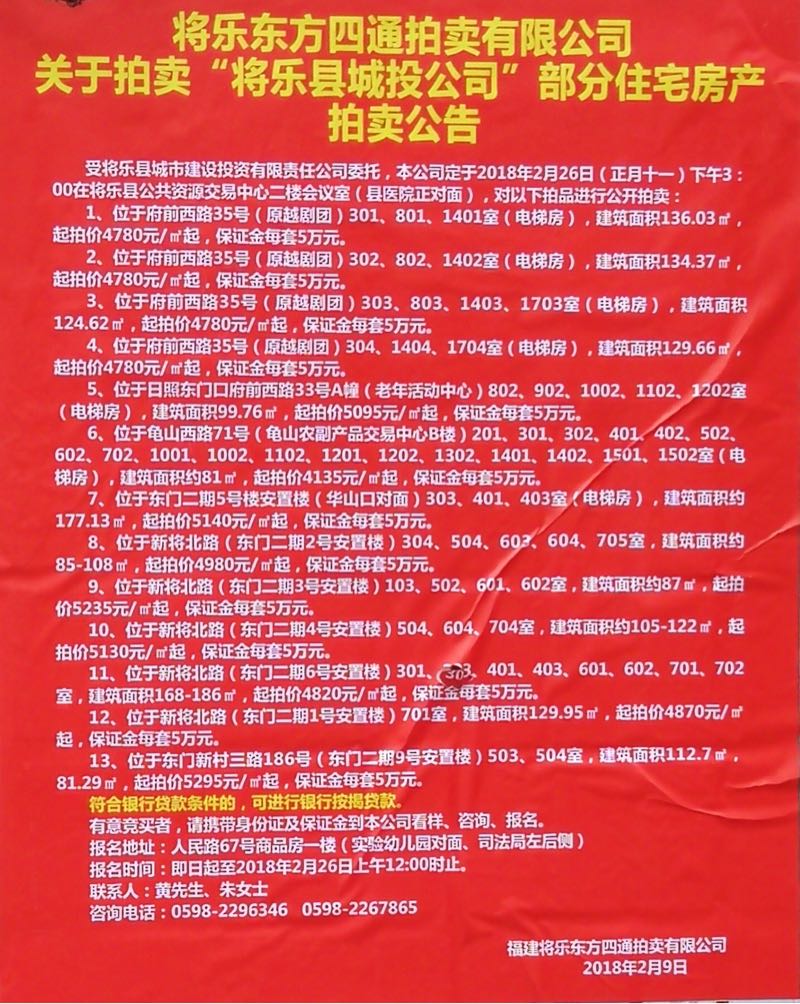 将乐东方四通拍卖有限公司
关于拍卖“将乐县城投公司”部分住宅房产
拍卖公告
受将乐县城市建设投资有限责任公司委托，本公司定于2018年2月26日（正月十一）下午3：
00在将乐县公共资源交易中心二楼会议室（县医院正对面），对以下拍品进行公开拍卖：
1、位于府前西路35号（原越剧团）301、801、1401室（电梯房），建筑面积136.03㎡，
起拍价4780元/㎡起，保证金每套5万元。
2、位于府前西路35号（原越剧团）302、802、1402室（电梯房），建筑面积134.37㎡，
起拍价4780元/㎡起，保证金每套5万元。
3、位于府前西路35号（原越剧团）303、803、1403、1703室（电梯房），建筑面积
124.62㎡，起拍价4780元/㎡起，保证金每套5万元。
4、位于府前西路35号（原越剧团）304、1404、1704室（电梯房），建筑面积129.66㎡，
起拍价4780元/㎡起，保证金每套5万元。
5、位于日照东门口府前西路33号A幢（老年活动中心）802、902、1002、1102、1202室
（电梯房），建筑面积99.76㎡，起拍价5095元/㎡起，保证金每套5万元。
6、位于龟山西路71号（龟山农副产品交易中心B楼）201、301、302、401、402、502、
602、702、1001、1002、1102、1201、1202、1302、1401、1402、1501、1502室（电
梯房），建筑面积约81㎡，起拍价4135元/㎡起，保证金每套5万元。
7、位于东门二期5号楼安置楼（华山口对面）303、401、403室（电梯房），建筑面积约
177.13㎡，起拍价5140元/㎡起，保证金每套5万元。
8、位于新将北路（东门二期2号安置楼）304、504、603、604、705室，建筑面积约
85-108㎡，起拍价4980元/㎡起，保证金每套5万元。
9、位于新将北路（东门二期3号安置楼）103、502、601、602室，建筑面积约87㎡，起拍
价5235元/㎡起，保证金每套5万元。
10、位于新将北路（东门二期4号安置楼）504、604、704室，建筑面积约105-122㎡，起
拍价5130元/㎡起，保证金每套5万元。
11、位于新将北路（东门二期6号安置楼）301、303、401、403、601、602、701、702
室，建筑面积168-186㎡，起拍价4820元/㎡起，保证金每套5万元。
12、位于新将北路（东门二期1号安置楼）701室，建筑面积129.95㎡，起拍价4870元/㎡
起，保证金每套5万元。
13、位于东门新村三路186号（东门二期9号安置楼）503、504室，建筑面积112.7㎡，
81.29㎡，起拍价5295元/㎡起，保证金每套5万元。
符合银行贷款条件的，可进行银行按揭贷款。
有意竞买者，请携带身份证及保证金到本公司看样、咨询、报名。
报名地址：人民路67号商品房一楼（实验幼儿园对面、司法局左后侧）
报名时间：即日起至2018年2月26日上午12:00时止。
联系人：黄先生、朱女士
咨询电话：0598-2296346 0598-2267865
福建将乐东方四通拍卖有限公司
2018年2月9日